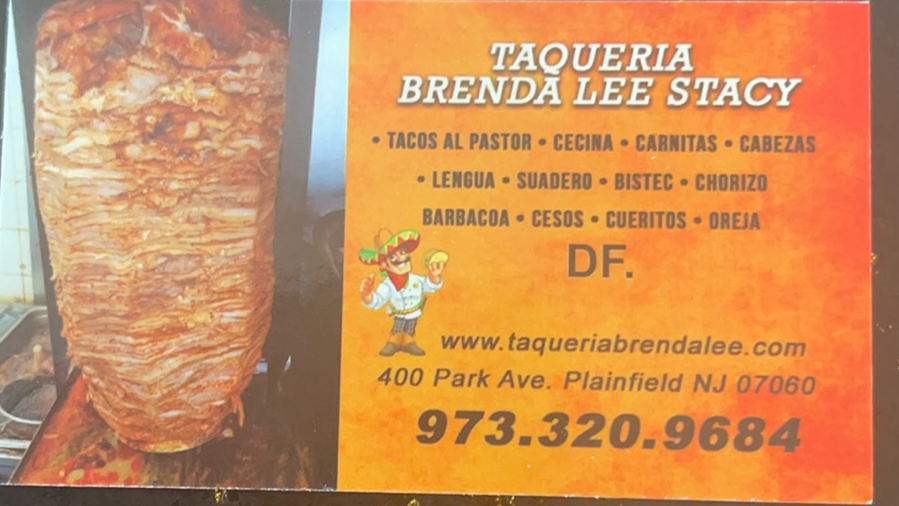 TAQUERIA
BRENDA LEE STACY
• TACOS AL PASTOR • CECINA • CARNITAS • CABEZAS
• LENGUA • SUADERO • BISTEC • CHORIZO
BARBACOA • CESOS • CUERITOS • OREJA
DF.
www.taqueriabrendalee.com
400 Park Ave. Plainfield NJ 07060
973.320.9684